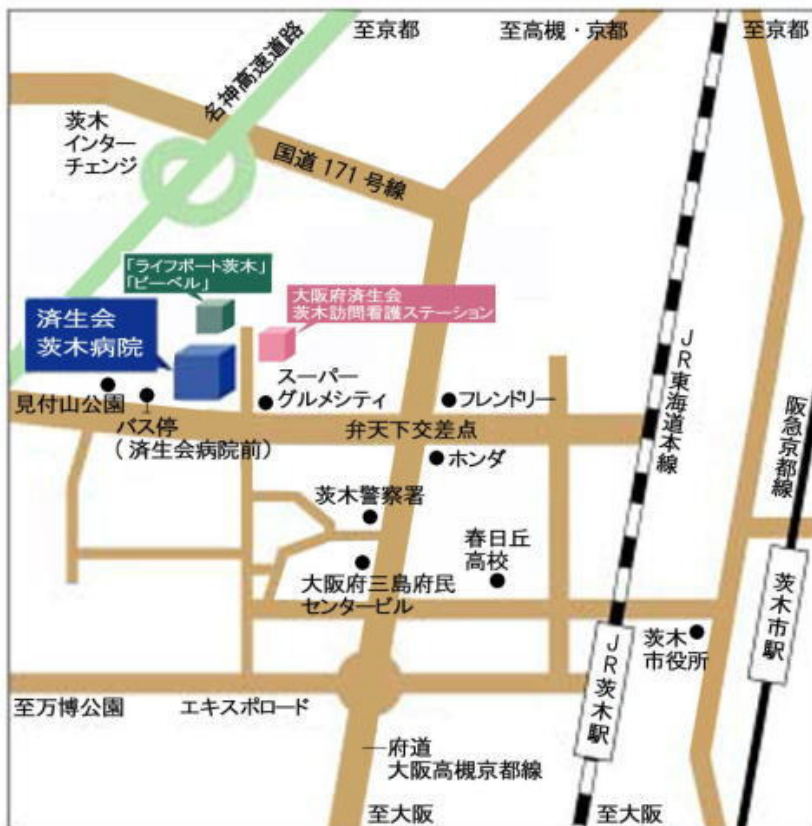 至京都
至高槻・京都
至京都
名神高速道路
茨木
インター
チェンジ
国道171号線
「ライフポート茨木」
「ピーベル」
大阪府済生会
茨木訪問看護ステーション
済生会
茨木病院
JR東海道本線
スーパー
グルメシティ
フレンドリー
見付山公園
バス停
(済生会病院前)
弁天下交差点
阪急京都線
ホンダ
茨木警察署
春日丘
高校
大阪府三島府民
センタービル
茨木市駅
茨木
市役所
JR茨木駅
至万博公園
エキスポロード
府道
大阪高槻京都線
至大阪
至大阪